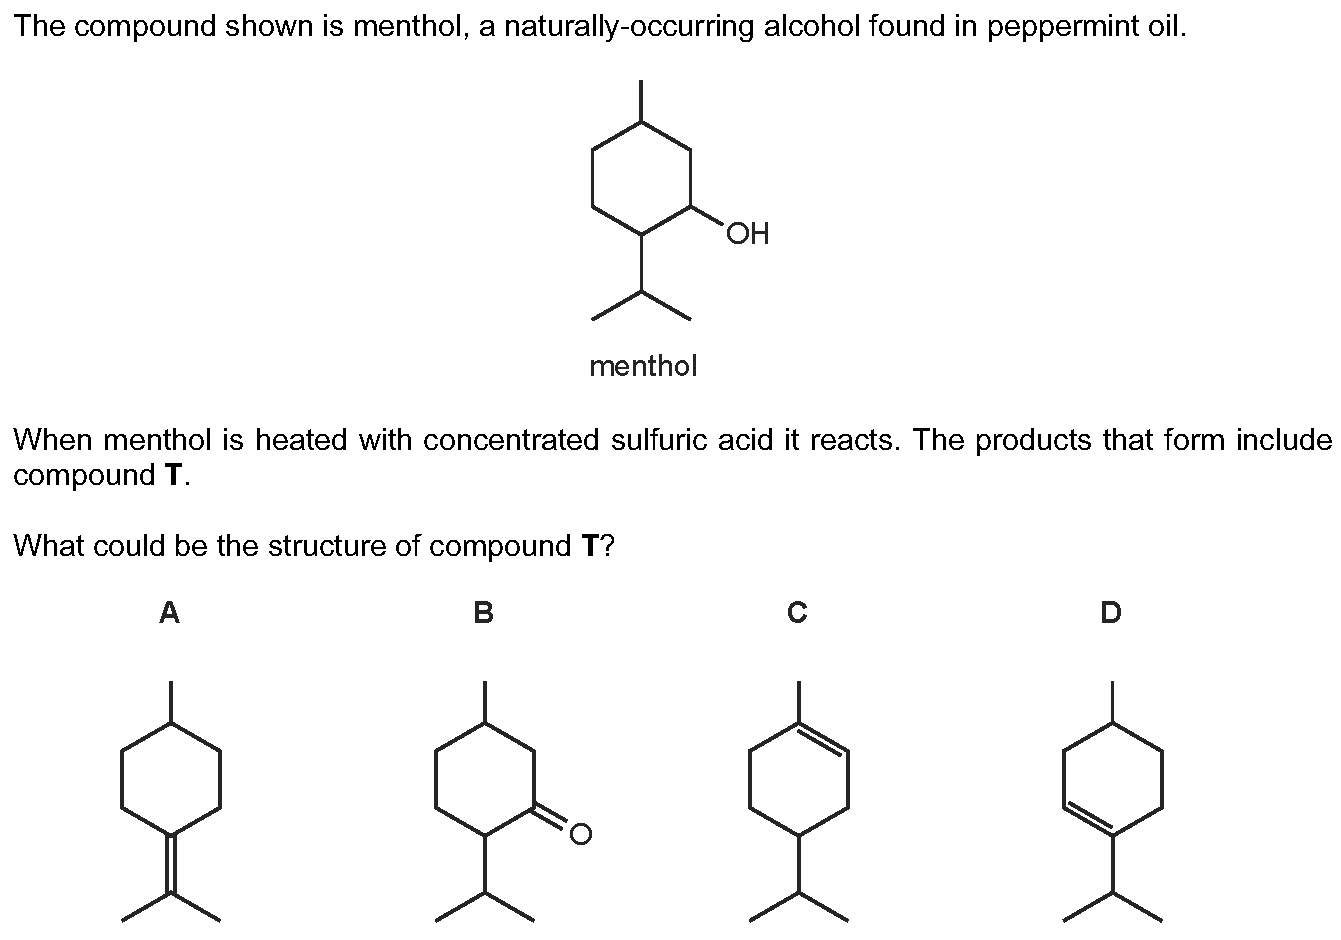 The compound shown is menthol, a naturally-occurring alcohol found in peppermint oil.
OH
menthol
When menthol is heated with concentrated sulfuric acid it reacts. The products that form include
compound T.
What could be the structure of compound T?
A B C D
O